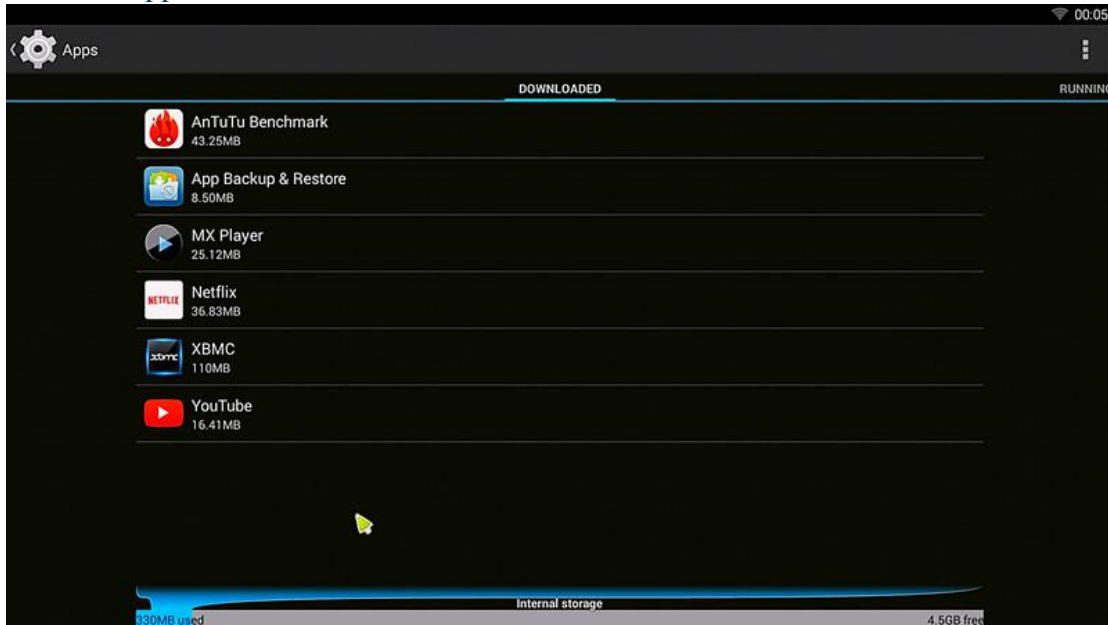 00:05
Apps
DOWNLOADED
RUNNING
AnTuTu Benchmark
43.25MB
App Backup & Restore
8.50MB
MX Player
25.12MB
NETFLIX
Netflix
36.83MB
xbmc
XBMC
110MB
YouTube
16.41MB
Internal storage
330MB used
4.5GB free